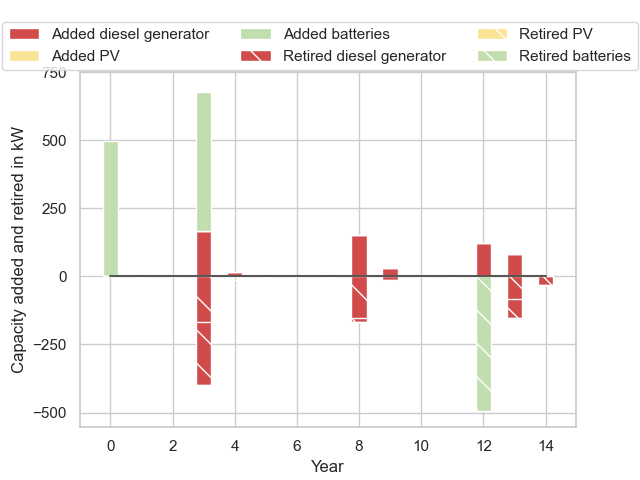 Added diesel generator
Added PV
Added batteries
Retired diesel generator
Retired PV
Retired batteries
750
500
250
0
−250
−500
Capacity added and retired in kW
0 2 4 6 8 10 12 14
Year